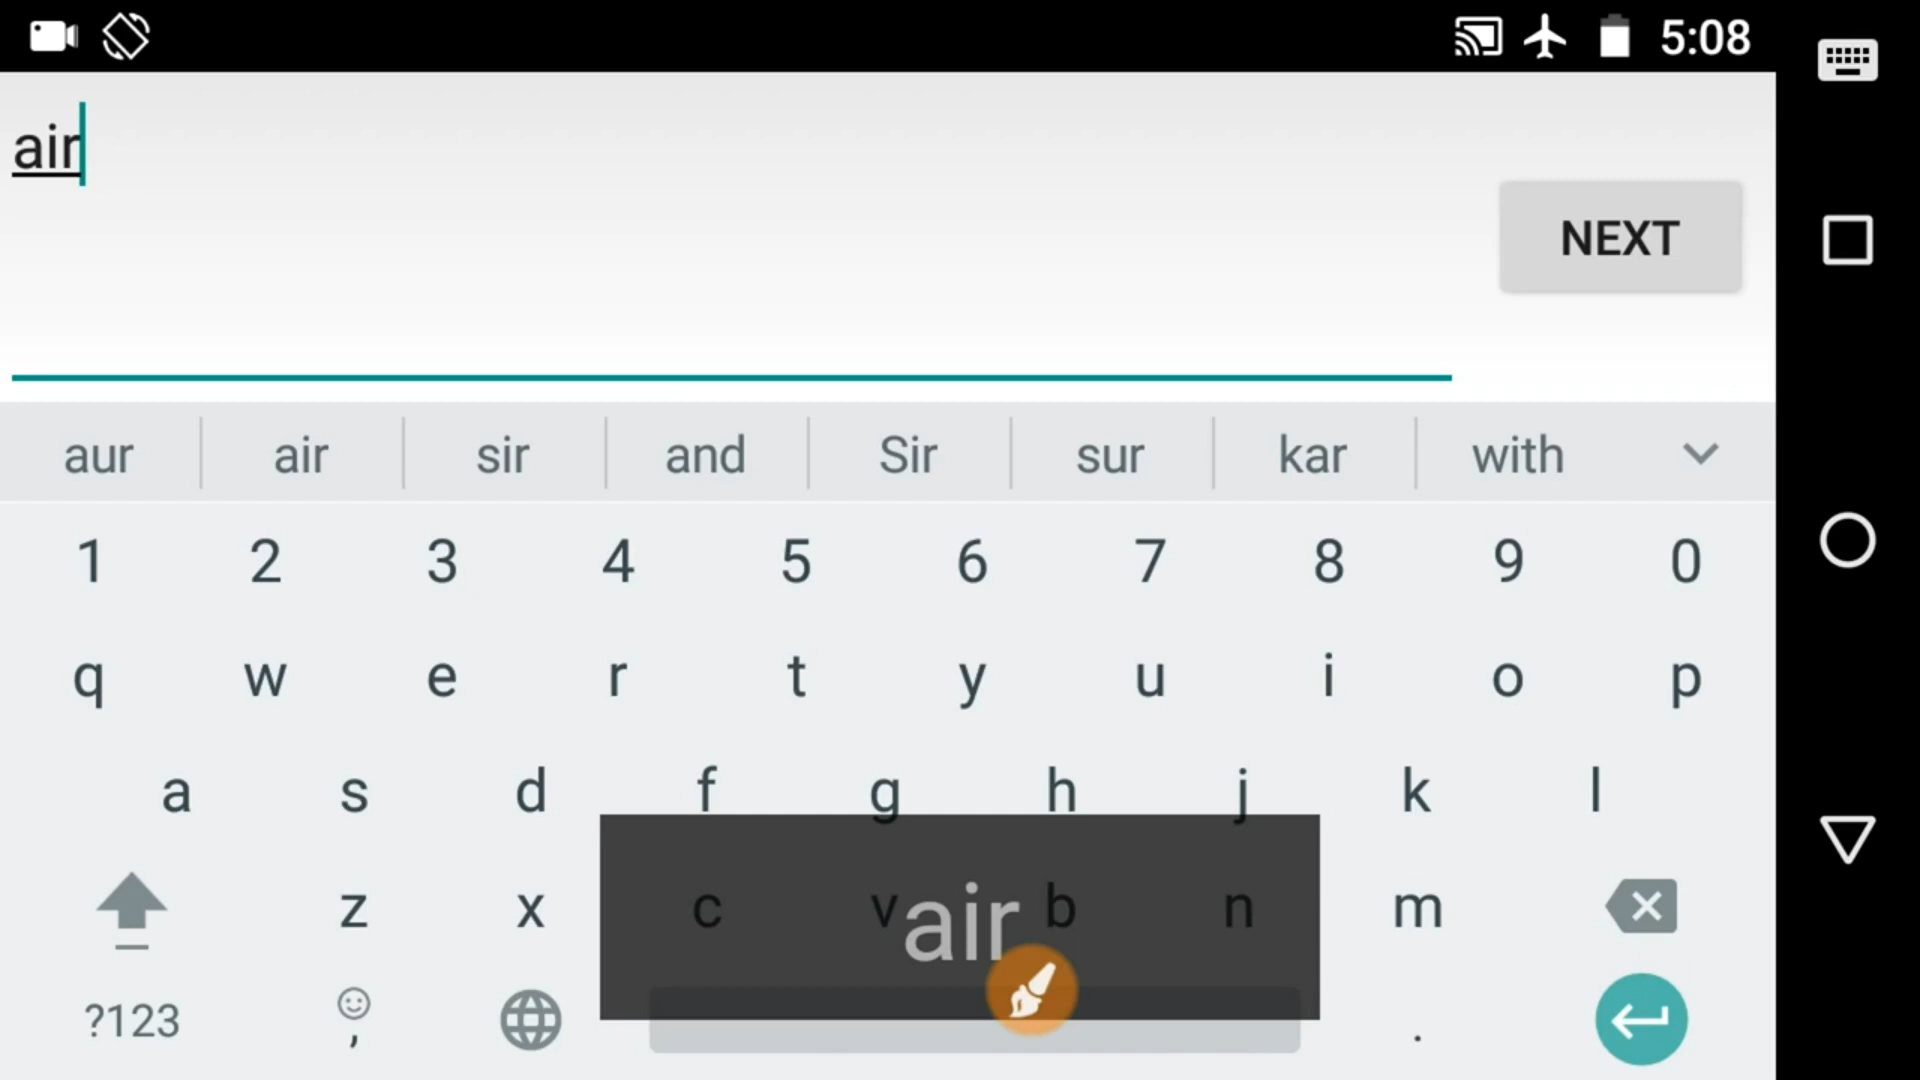 5:08
air
NEXT
aur air sir and Sir sur kar with
1 2 3 4 5 6 7 8 9 0
q w e r t y u i o p
a s d f g h j k l
z x c v b n m
air
?123 , .